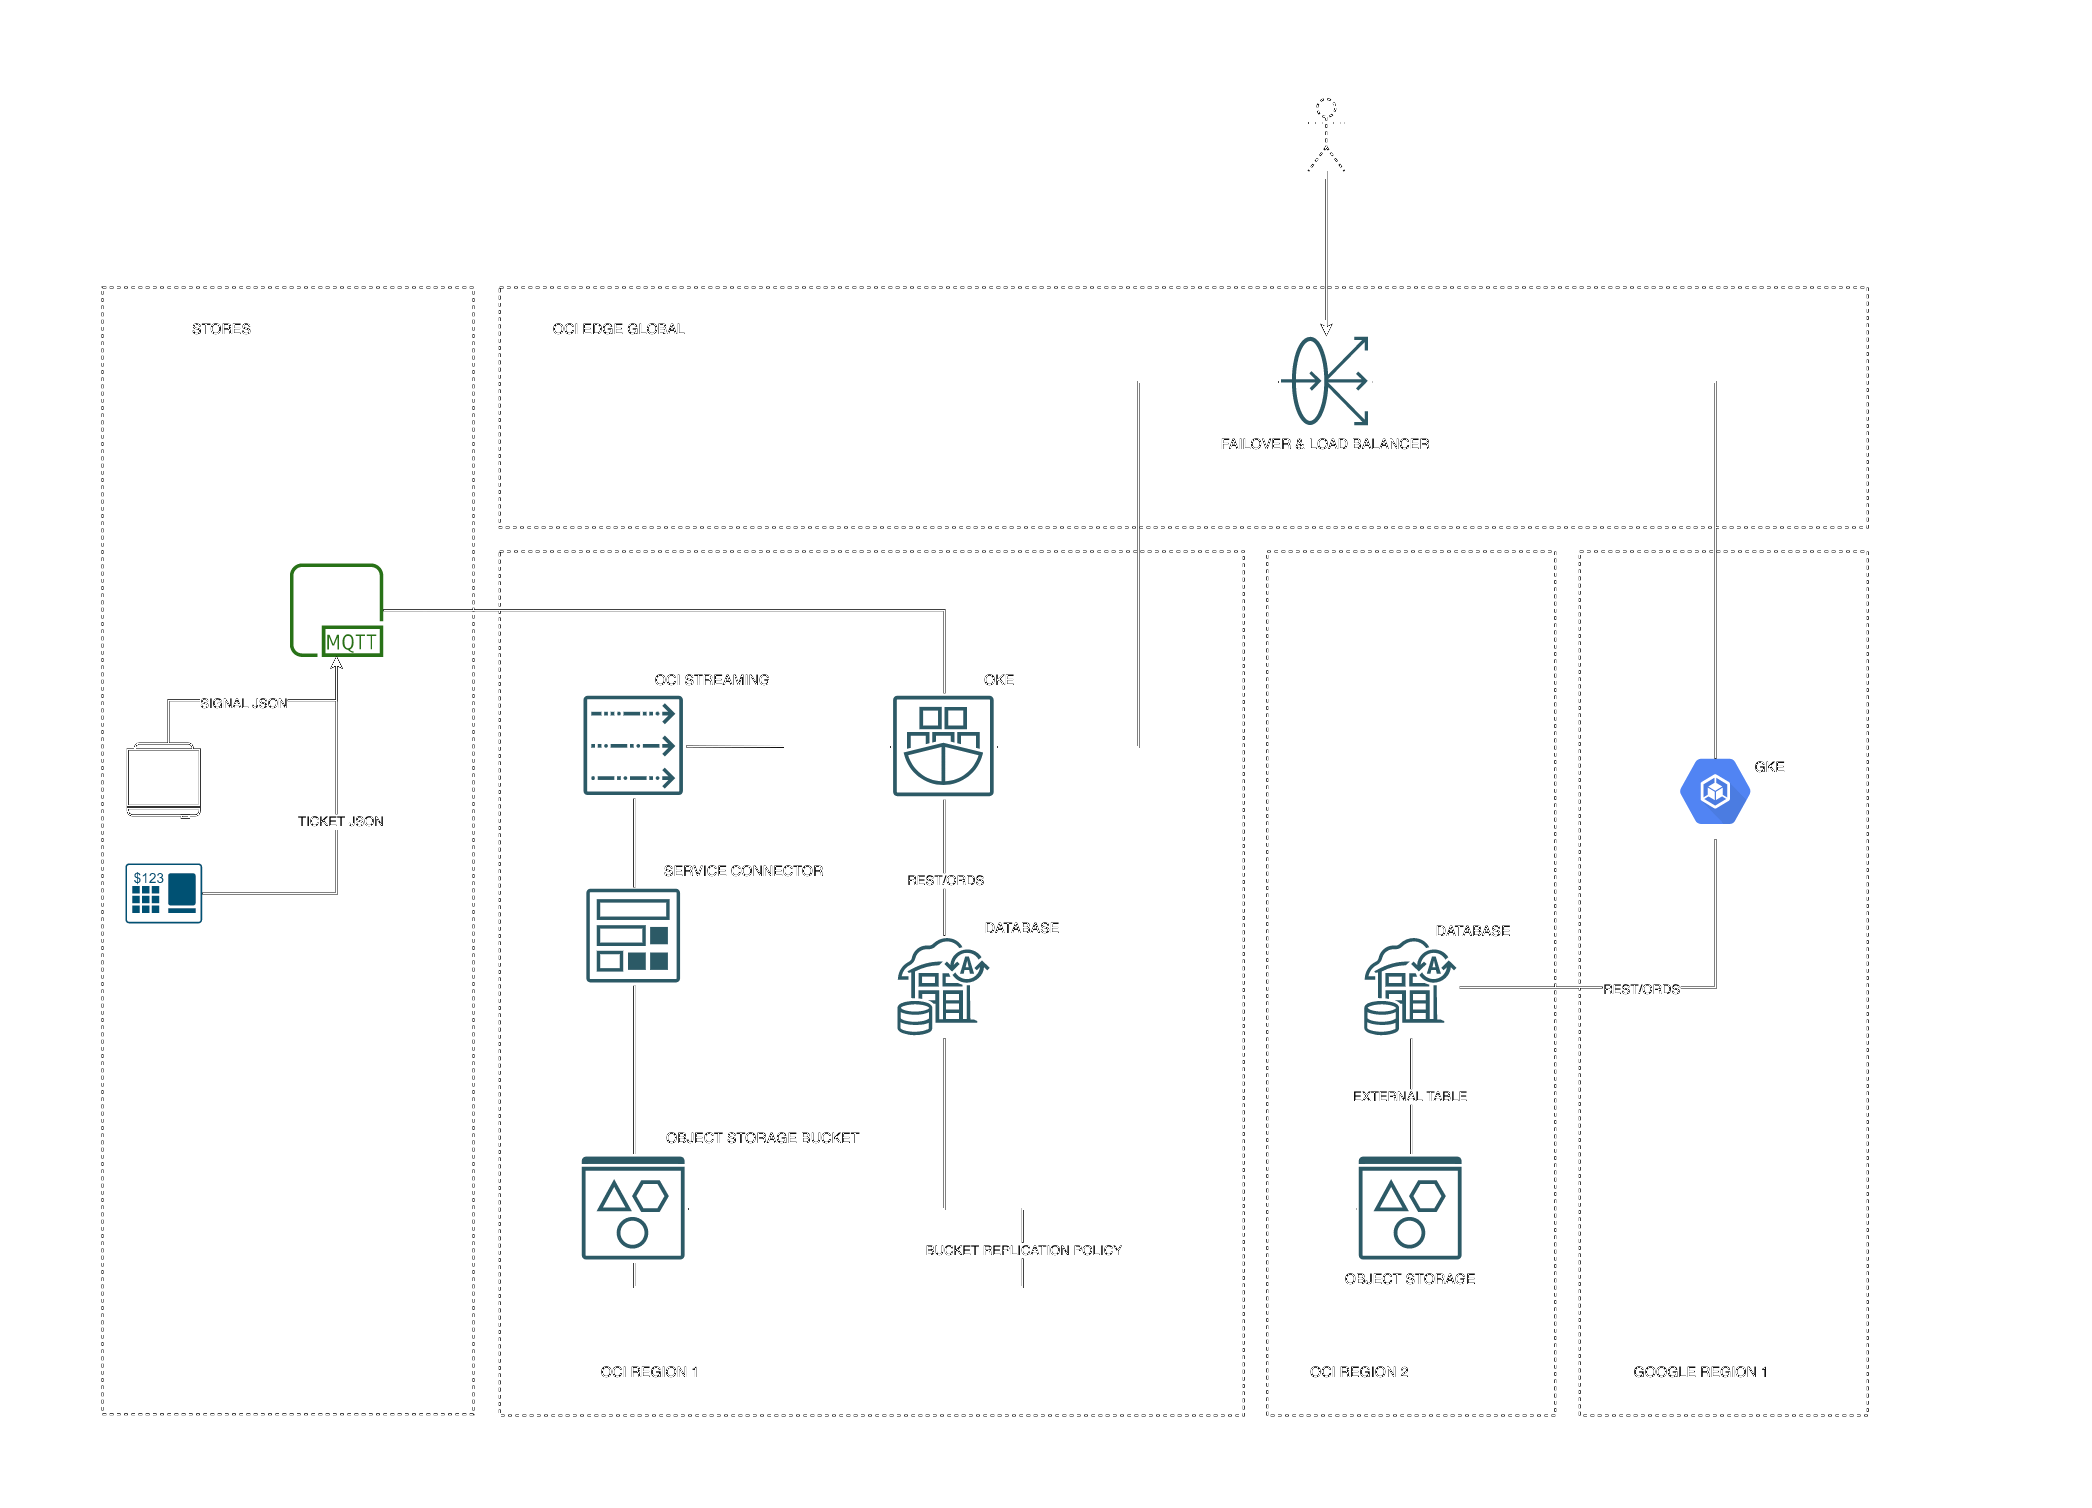 STORES
OCI EDGE GLOBAL
FAILOVER & LOAD BALANCER
MQTT
SIGNAL JSON
TICKET JSON
$123
OCI STREAMING
OKE
SERVICE CONNECTOR
REST/ORDS
DATABASE
A
OBJECT STORAGE BUCKET
BUCKET REPLICATION POLICY
OCI REGION 1
DATABASE
A
EXTERNAL TABLE
OBJECT STORAGE
OCI REGION 2
GKE
REST/ORDS
GOOGLE REGION 1